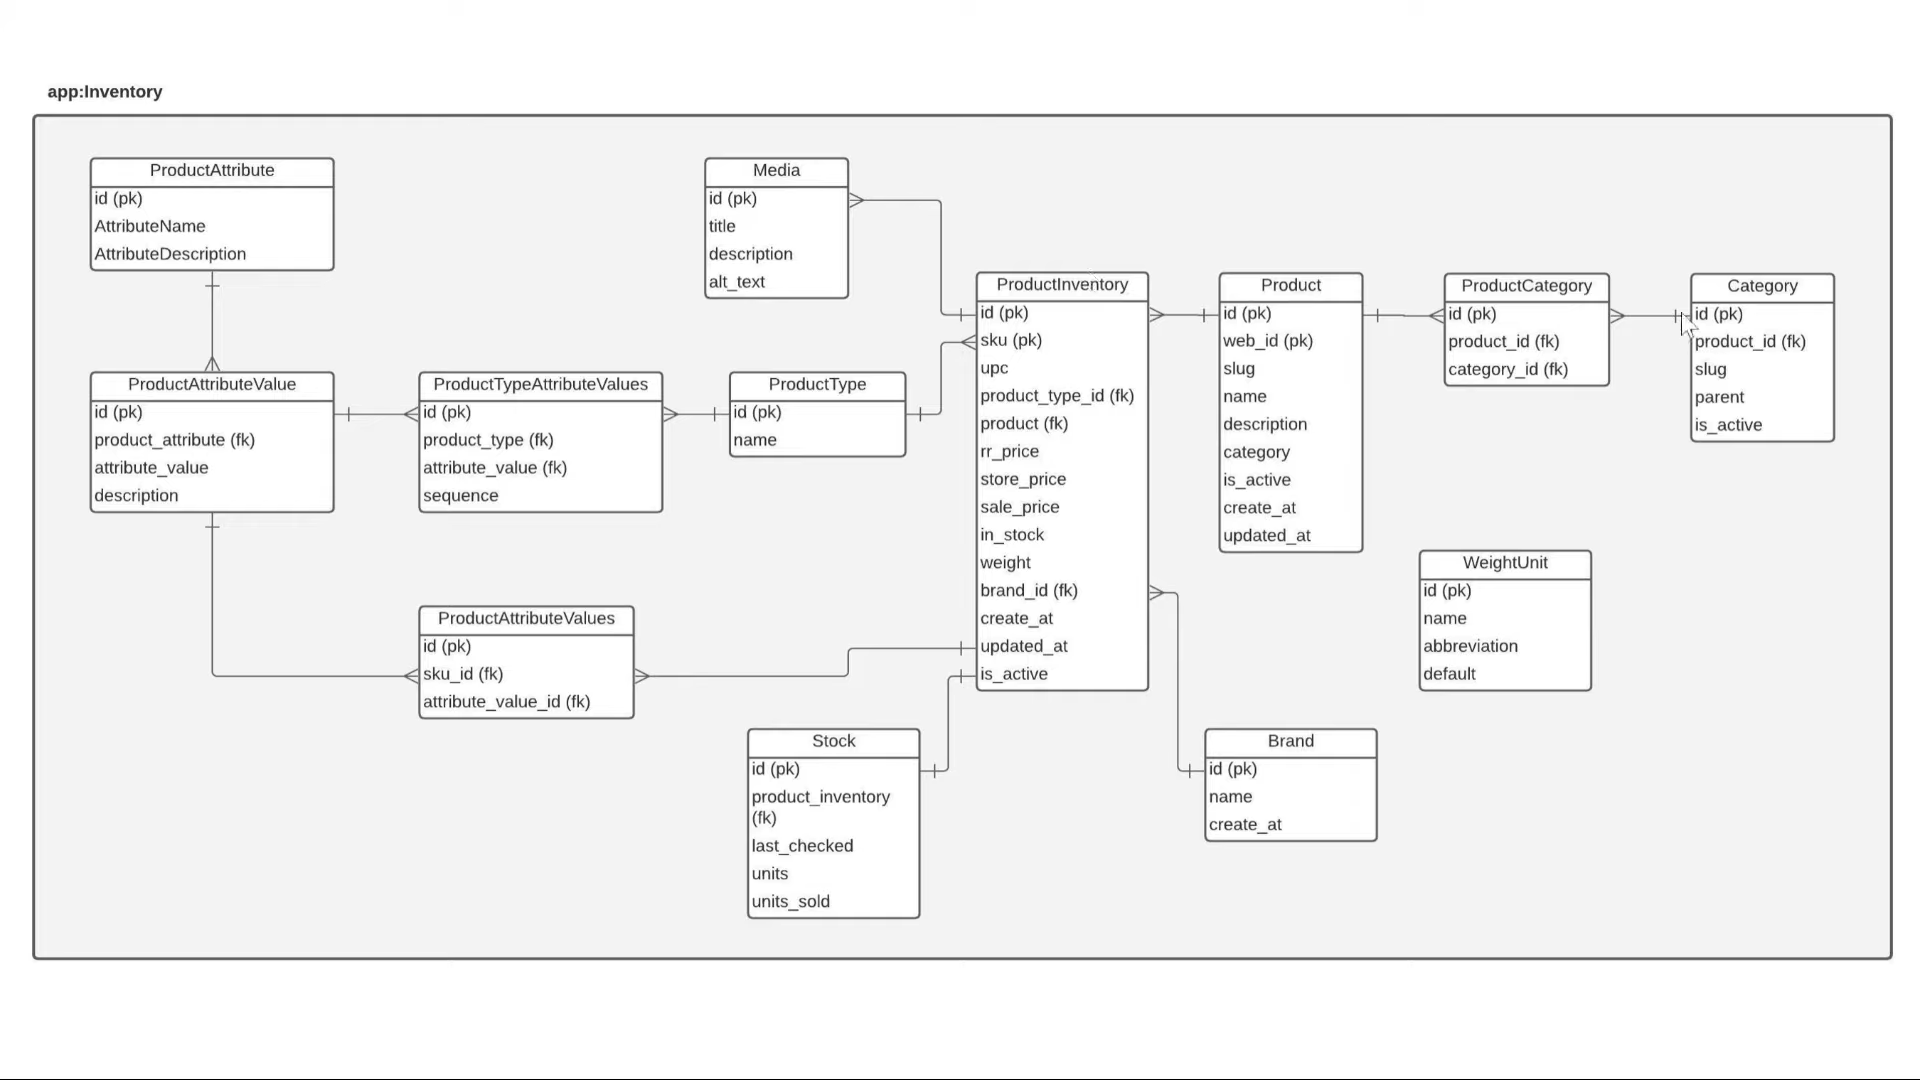 app:Inventory
ProductAttribute
id (pk)
AttributeName
AttributeDescription
Media
id (pk)
title
description
alt_text
ProductInventory
id (pk)
sku (pk)
upc
product_type_id (fk)
product (fk)
rr_price
store_price
sale_price
in_stock
weight
brand_id (fk)
create_at
updated_at
is_active
Product
id (pk)
web_id (pk)
slug
name
description
category
is_active
create_at
updated_at
ProductCategory
id (pk)
product_id (fk)
category_id (fk)
Category
id (pk)
product_id (fk)
slug
parent
is_active
ProductAttributeValue
id (pk)
product_attribute (fk)
attribute_value
description
ProductTypeAttributeValues
id (pk)
product_type (fk)
attribute_value (fk)
sequence
ProductType
id (pk)
name
WeightUnit
id (pk)
name
abbreviation
default
ProductAttributeValues
id (pk)
sku_id (fk)
attribute_value_id (fk)
Stock
id (pk)
product_inventory
(fk)
last_checked
units
units_sold
Brand
id (pk)
name
create_at